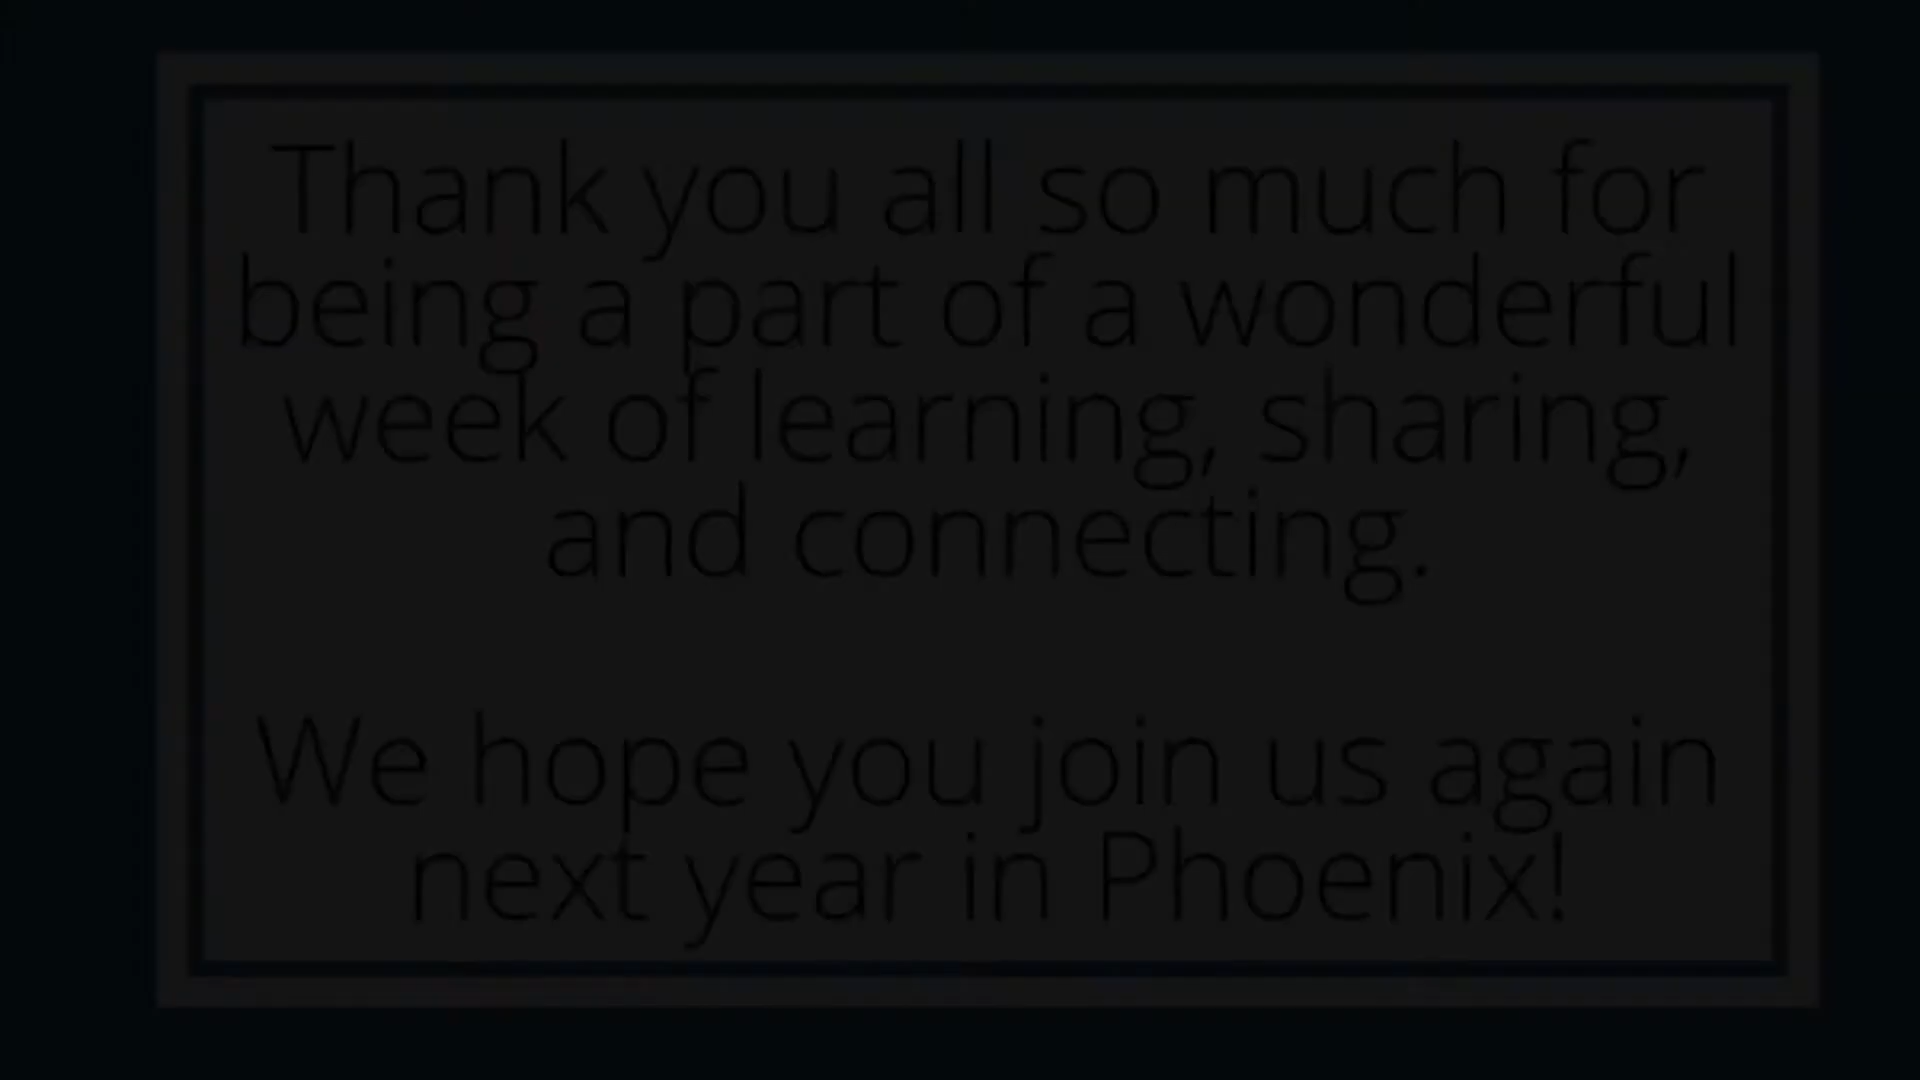 Thank you all so much for
being a part of a wonderful
week of learning, sharing,
and connecting.
We hope you join us again
next year in Phoenix!